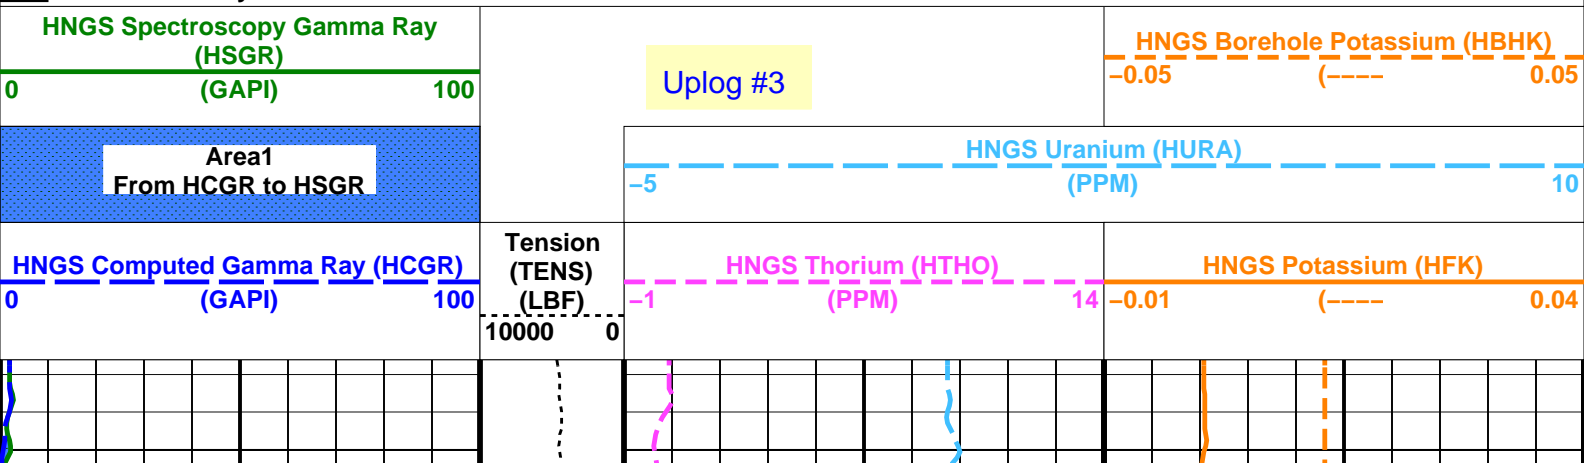 HNGS Spectroscopy Gamma Ray
(HSGR)
0 (GAPI) 100
Uplog #3
HNGS Borehole Potassium (HBHK)
−0.05 (−−−− 0.05
Area1
From HCGR to HSGR
HNGS Uranium (HURA)
−5 (PPM) 10
HNGS Computed Gamma Ray (HCGR)
0 (GAPI) 100
Tension
(TENS)
(LBF)
10000 0
HNGS Thorium (HTHO)
−1 (PPM) 14
HNGS Potassium (HFK)
−0.01 (−−−− 0.04